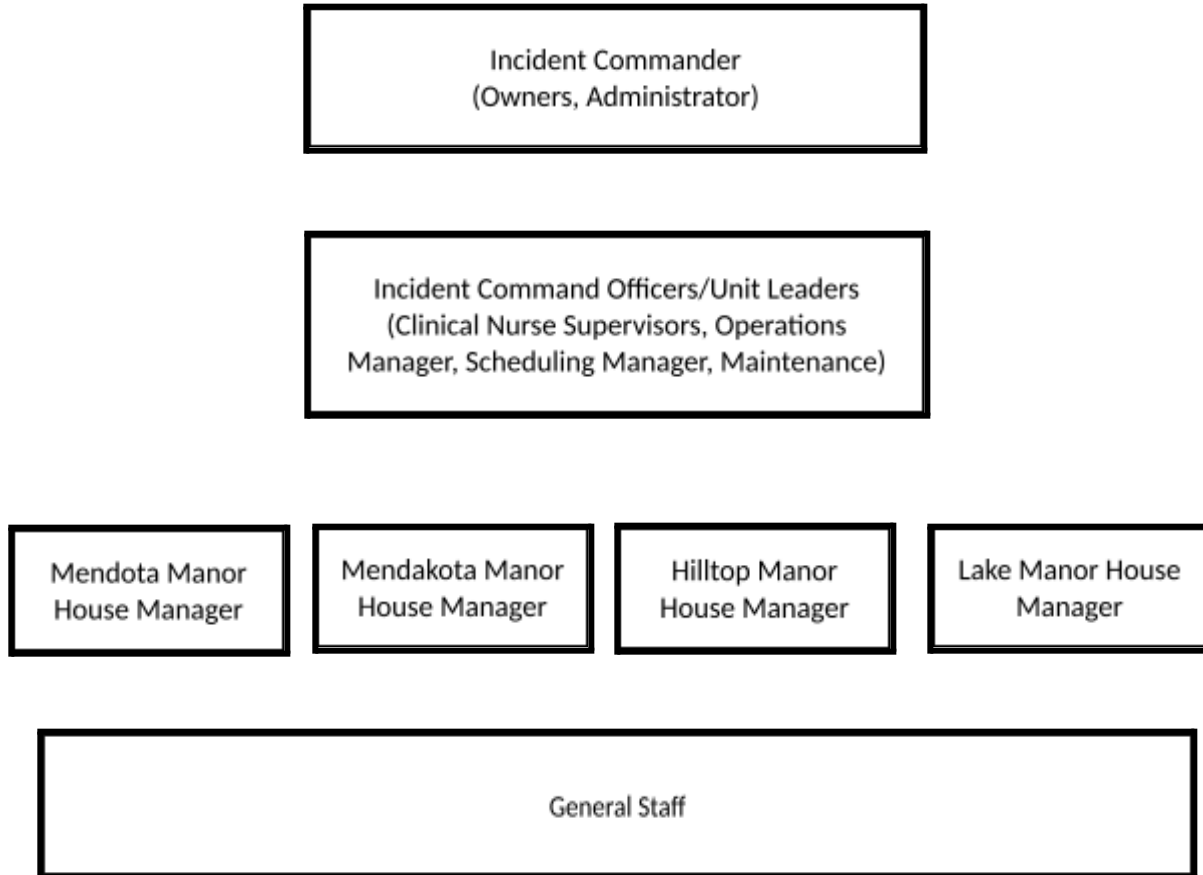 Incident Commander
(Owners, Administrator)
Incident Command Officers/Unit Leaders
(Clinical Nurse Supervisors, Operations
Manager, Scheduling Manager, Maintenance)
Mendota Manor
House Manager
Mendakota Manor
House Manager
Hilltop Manor
House Manager
Lake Manor House
Manager
General Staff